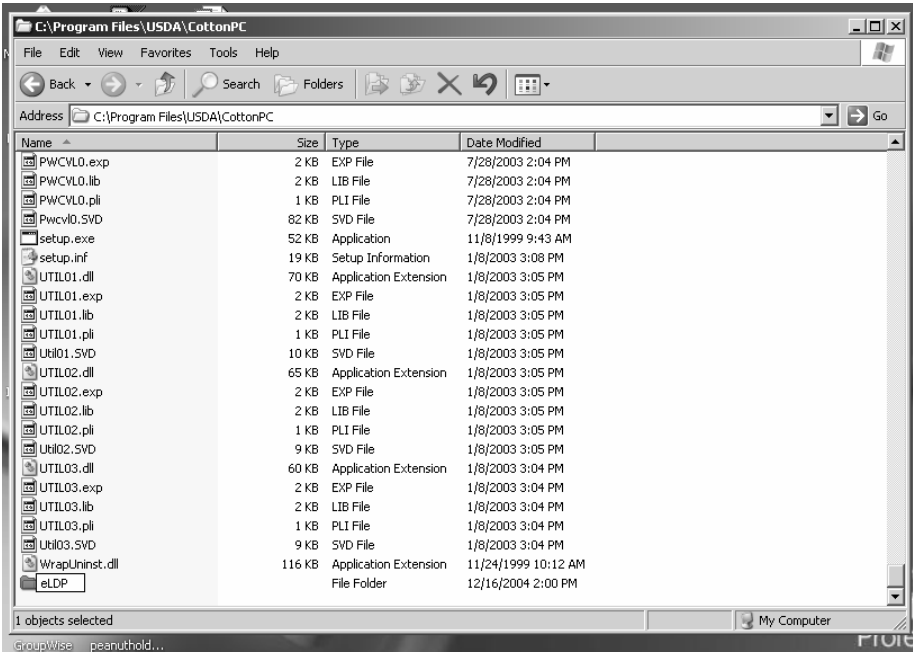 C:\Program Files\USDA\CottonPC
File Edit View Favorites Tools Help
Back Search Folders
Address C:\Program Files\USDA\CottonPC Go
Name Size Type Date Modified
PWCVL0.exp 2 KB EXP File 7/28/2003 2:04 PM
PWCVL0.lib 2 KB LIB File 7/28/2003 2:04 PM
PWCVL0.pli 1 KB PLI File 7/28/2003 2:04 PM
Pwcvl0.SVD 82 KB SVD File 7/28/2003 2:04 PM
setup.exe 52 KB Application 11/8/1999 9:43 AM
setup.inf 19 KB Setup Information 1/8/2003 3:08 PM
UTIL01.dll 70 KB Application Extension 1/8/2003 3:05 PM
UTIL01.exp 2 KB EXP File 1/8/2003 3:05 PM
UTIL01.lib 2 KB LIB File 1/8/2003 3:05 PM
UTIL01.pli 1 KB PLI File 1/8/2003 3:05 PM
Util01.SVD 10 KB SVD File 1/8/2003 3:05 PM
UTIL02.dll 65 KB Application Extension 1/8/2003 3:05 PM
UTIL02.exp 2 KB EXP File 1/8/2003 3:05 PM
UTIL02.lib 2 KB LIB File 1/8/2003 3:05 PM
UTIL02.pli 1 KB PLI File 1/8/2003 3:05 PM
Util02.SVD 9 KB SVD File 1/8/2003 3:05 PM
UTIL03.dll 60 KB Application Extension 1/8/2003 3:04 PM
UTIL03.exp 2 KB EXP File 1/8/2003 3:04 PM
UTIL03.lib 2 KB LIB File 1/8/2003 3:04 PM
UTIL03.pli 1 KB PLI File 1/8/2003 3:04 PM
Util03.SVD 9 KB SVD File 1/8/2003 3:04 PM
WrapUninst.dll 116 KB Application Extension 11/24/1999 10:12 AM
eLDP File Folder 12/16/2004 2:00 PM
1 objects selected My Computer
GroupWise peanuthold...